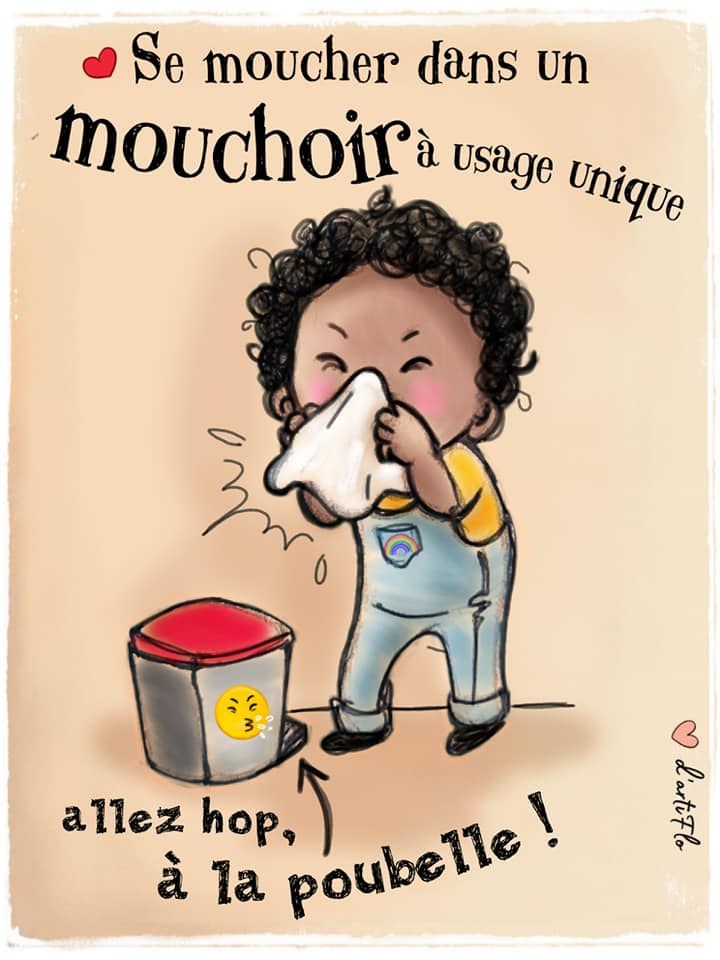 Se moucher dans un
mouchoir à usage unique
allez hop,
à la poubelle !
d'artiFlo